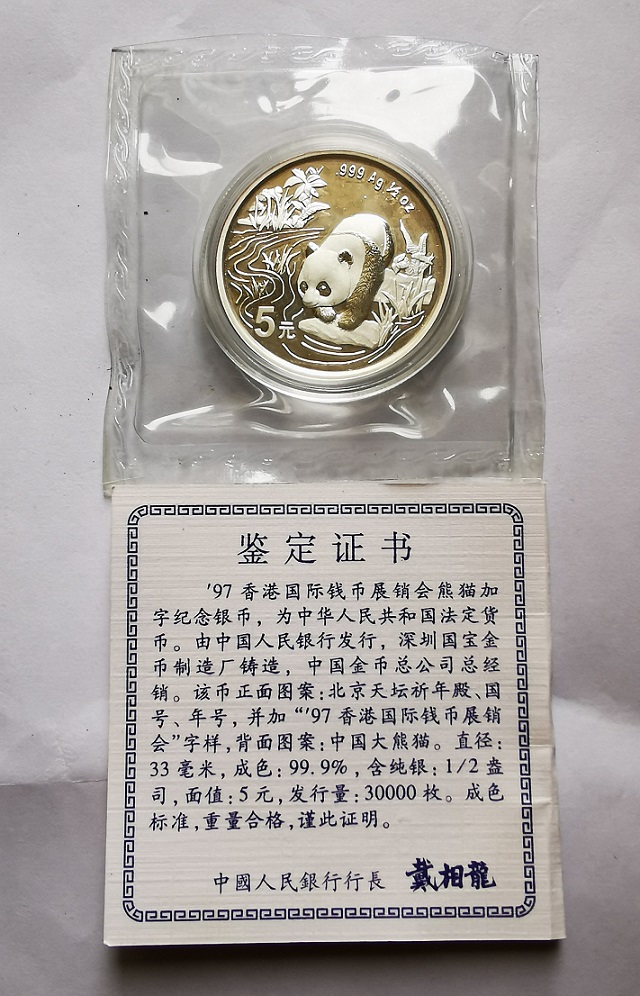 .999 Ag ½ oz
5元
鉴定证书
'97 香港国际钱币展销会熊猫加
字纪念银币，为中华人民共和国法定货
币。由中国人民银行发行，深圳国宝金
币制造厂铸造，中国金币总公司总经
销。该币正面图案：北京天坛祈年殿、国
号、年号，并加“'97 香港国际钱币展销
会”字样，背面图案：中国大熊猫。直径：
33 毫米，成色：99.9%，含纯银：1/2 盎
司，面值：5 元，发行量：30000 枚。成色
标准，重量合格，谨此证明。
中國人民銀行行長 戴相龍